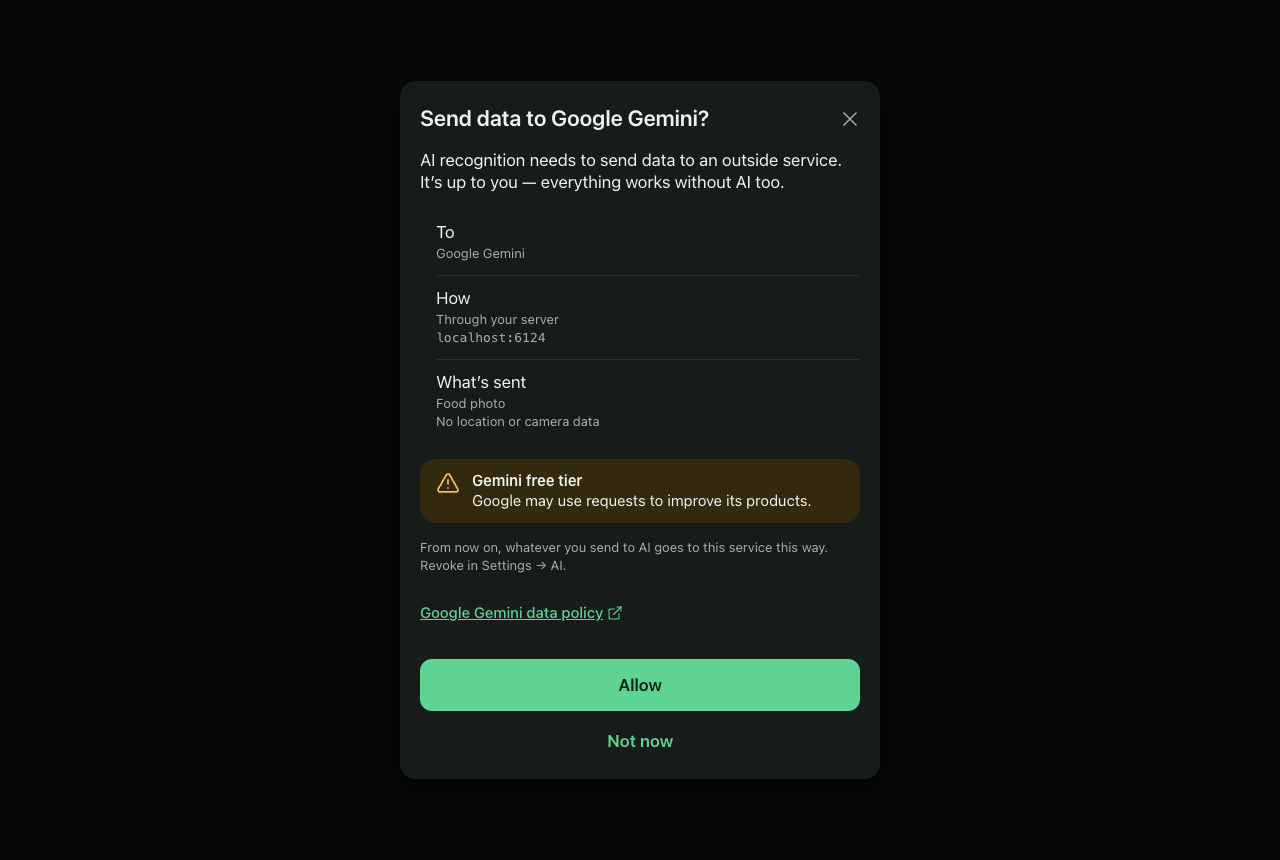 Send data to Google Gemini?
AI recognition needs to send data to an outside service.
It’s up to you — everything works without AI too.
To
Google Gemini
How
Through your server
localhost:6124
What’s sent
Food photo
No location or camera data
Gemini free tier
Google may use requests to improve its products.
From now on, whatever you send to AI goes to this service this way.
Revoke in Settings → AI.
Google Gemini data policy
Allow
Not now